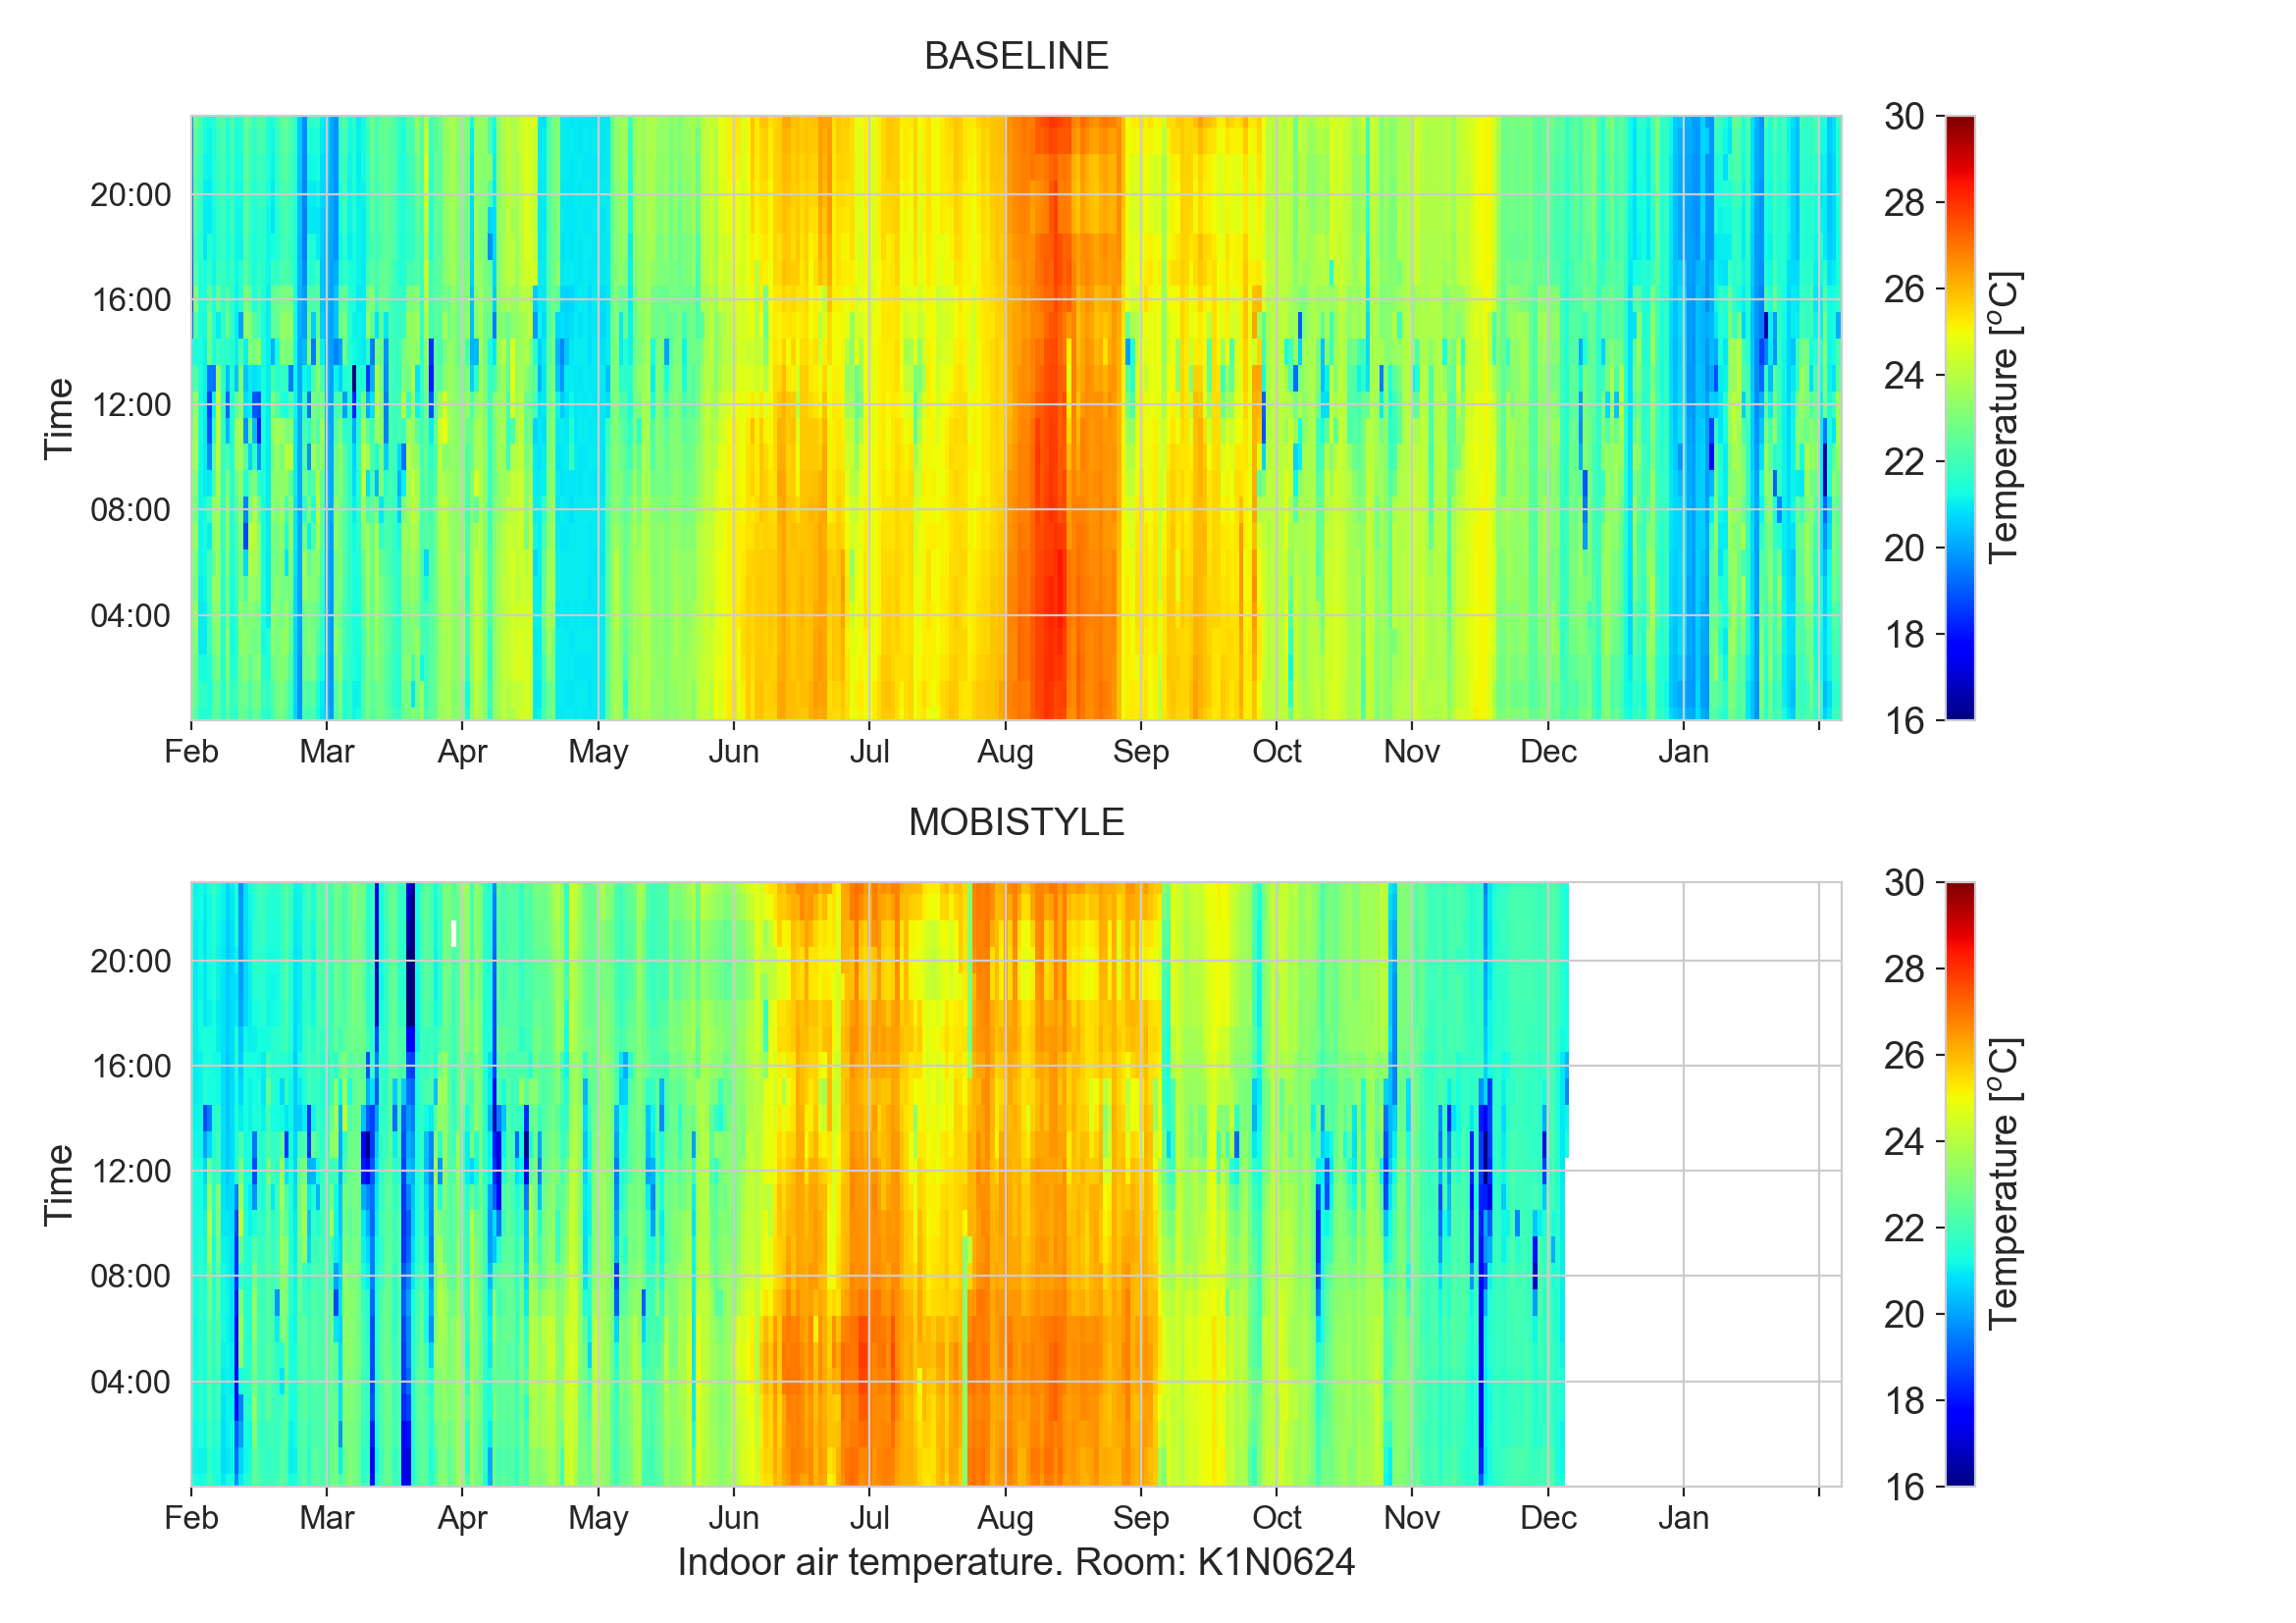 BASELINE
30
28
26
24
22
20
18
16
Temperature [°C]
20:00
16:00
12:00
08:00
04:00
Time
Feb Mar Apr May Jun Jul Aug Sep Oct Nov Dec Jan
MOBISTYLE
30
28
26
24
22
20
18
16
Temperature [°C]
20:00
16:00
12:00
08:00
04:00
Time
Feb Mar Apr May Jun Jul Aug Sep Oct Nov Dec Jan
Indoor air temperature. Room: K1N0624